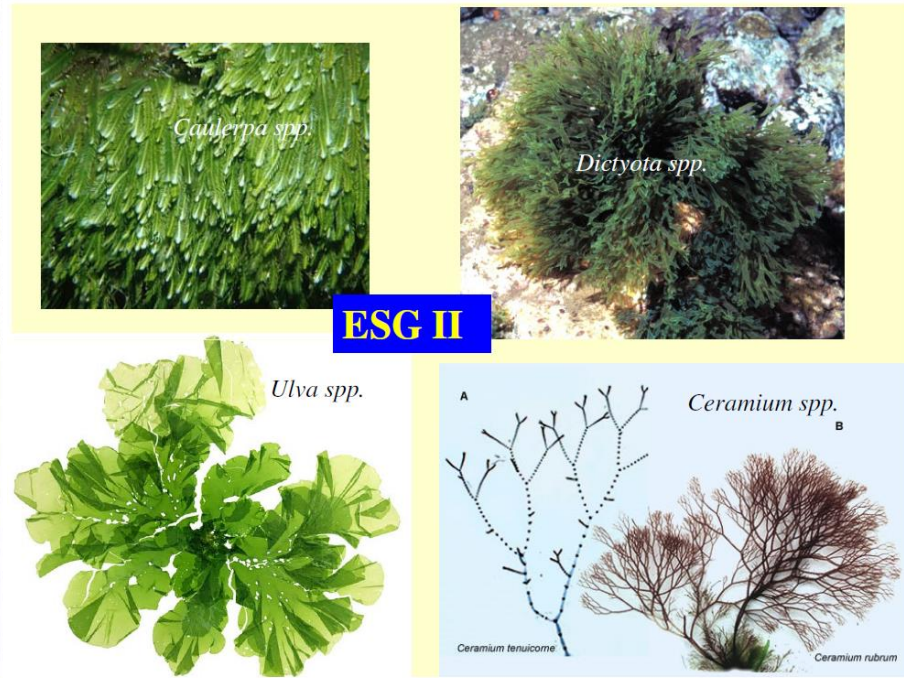 Caulerpa spp.
Dictyota spp.
ESG II
Ulva spp.
Ceramium spp.
A
B
Ceramium tenuicorne
Ceramium rubrum